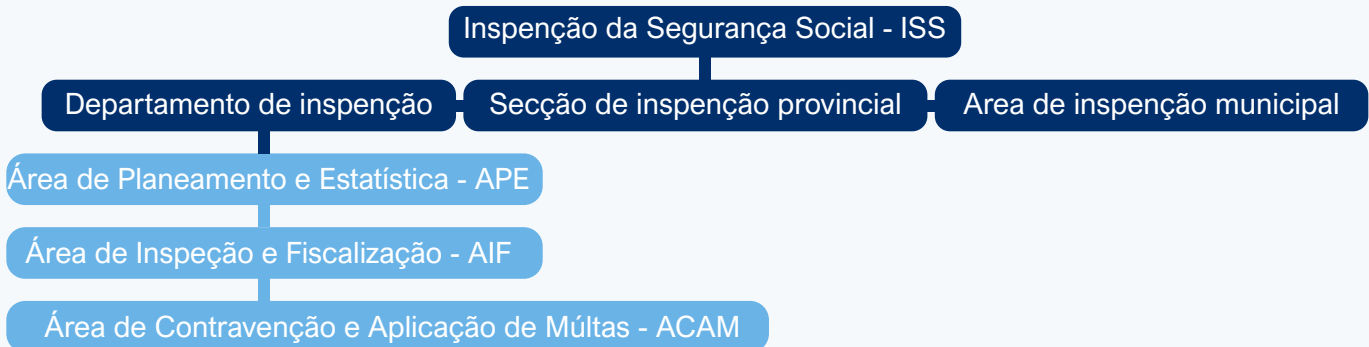 Inspenção da Segurança Social - ISS
Departamento de inspenção
Secção de inspenção provincial
Area de inspenção municipal
Área de Planeamento e Estatística - APE
Área de Inspeção e Fiscalização - AIF
Área de Contravenção e Aplicação de Múltas - ACAM